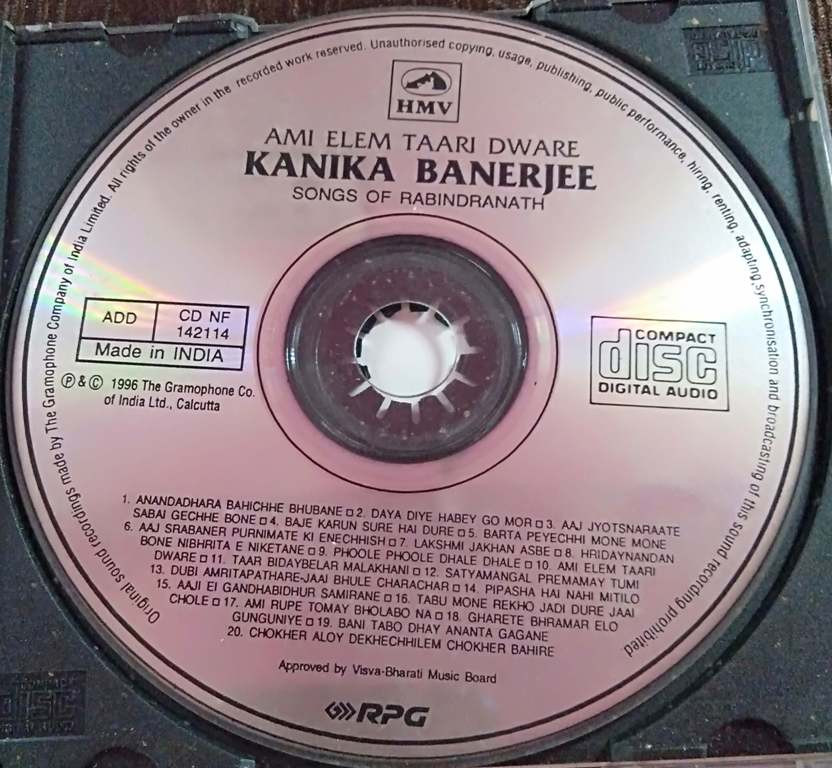 Original sound recordings made by The Gramophone Company of India Limited. All rights of the owner in the recorded work reserved. Unauthorised copying, usage, publishing, public performance, hiring, renting, adapting, synchronisation and broadcasting of this sound recording prohibited.
HMV
AMI ELEM TAARI DWARE
KANIKA BANERJEE
SONGS OF RABINDRANATH
ADD
CD NF
142114
Made in INDIA
℗ & © 1996 The Gramophone Co.
of India Ltd., Calcutta
COMPACT
disc
DIGITAL AUDIO
1. ANANDADHARA BAHICHHE BHUBANE □ 2. DAYA DIYE HABEY GO MOR □ 3. AAJ JYOTSNARAATE
SABAI GECHHE BONE □ 4. BAJE KARUN SURE HAI DURE □ 5. BARTA PEYECHHI MONE MONE
6. AAJ SRABANER PURNIMATE KI ENECHHISH □ 7. LAKSHMI JAKHAN ASBE □ 8. HRIDAYNANDAN
BONE NIBHRITA E NIKETANE □ 9. PHOOLE PHOOLE DHALE DHALE □ 10. AMI ELEM TAARI
DWARE □ 11. TAAR BIDAYBELAR MALAKHANI □ 12. SATYAMANGAL PREMAMAY TUMI
13. DUBI AMRITAPATHARE-JAAI BHULE CHARACHAR □ 14. PIPASHA HAI NAHI MITILO
15. AAJI EI GANDHABIDHUR SAMIRANE □ 16. TABU MONE REKHO JADI DURE JAAI
CHOLE □ 17. AMI RUPE TOMAY BHOLABO NA □ 18. GHARETE BHRAMAR ELO
GUNGUNIYE □ 19. BANI TABO DHAY ANANTA GAGANE
20. CHOKHER ALOY DEKHECHHILEM CHOKHER BAHIRE
Approved by Visva-Bharati Music Board
RPG